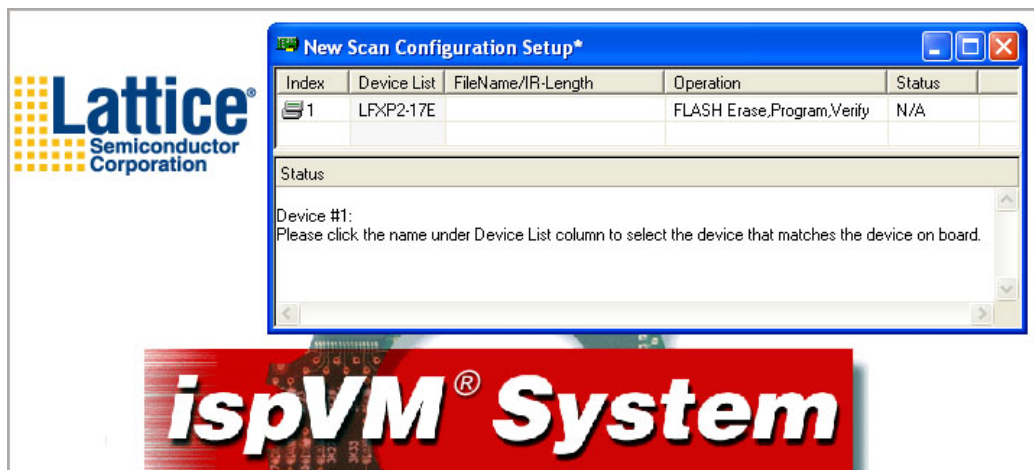 New Scan Configuration Setup*
Index Device List FileName/IR-Length Operation Status
1 LFXP2-17E FLASH Erase,Program,Verify N/A
Lattice®
Semiconductor
Corporation
Status
Device #1:
Please click the name under Device List column to select the device that matches the device on board.
ispVM® System